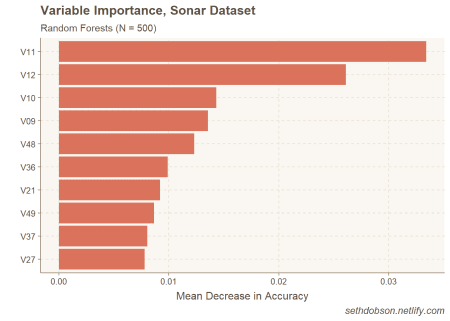 Variable Importance, Sonar Dataset
Random Forests (N = 500)
V11
V12
V10
V09
V48
V36
V21
V49
V37
V27
0.00 0.01 0.02 0.03
Mean Decrease in Accuracy
sethdobson.netlify.com